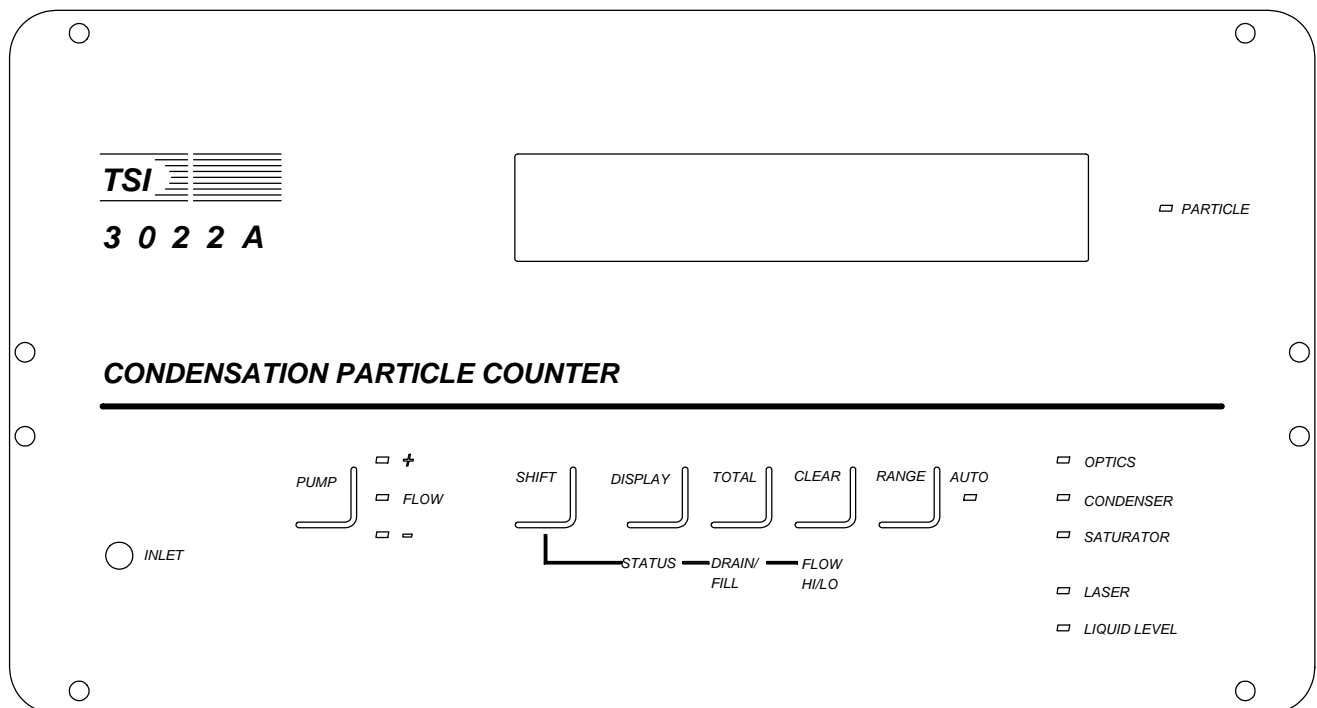 TSI
3 0 2 2 A
PARTICLE
CONDENSATION PARTICLE COUNTER
INLET
PUMP
+
FLOW
-
SHIFT
DISPLAY
TOTAL
CLEAR
RANGE
AUTO
STATUS
DRAIN/
FILL
FLOW
HI/LO
OPTICS
CONDENSER
SATURATOR
LASER
LIQUID LEVEL